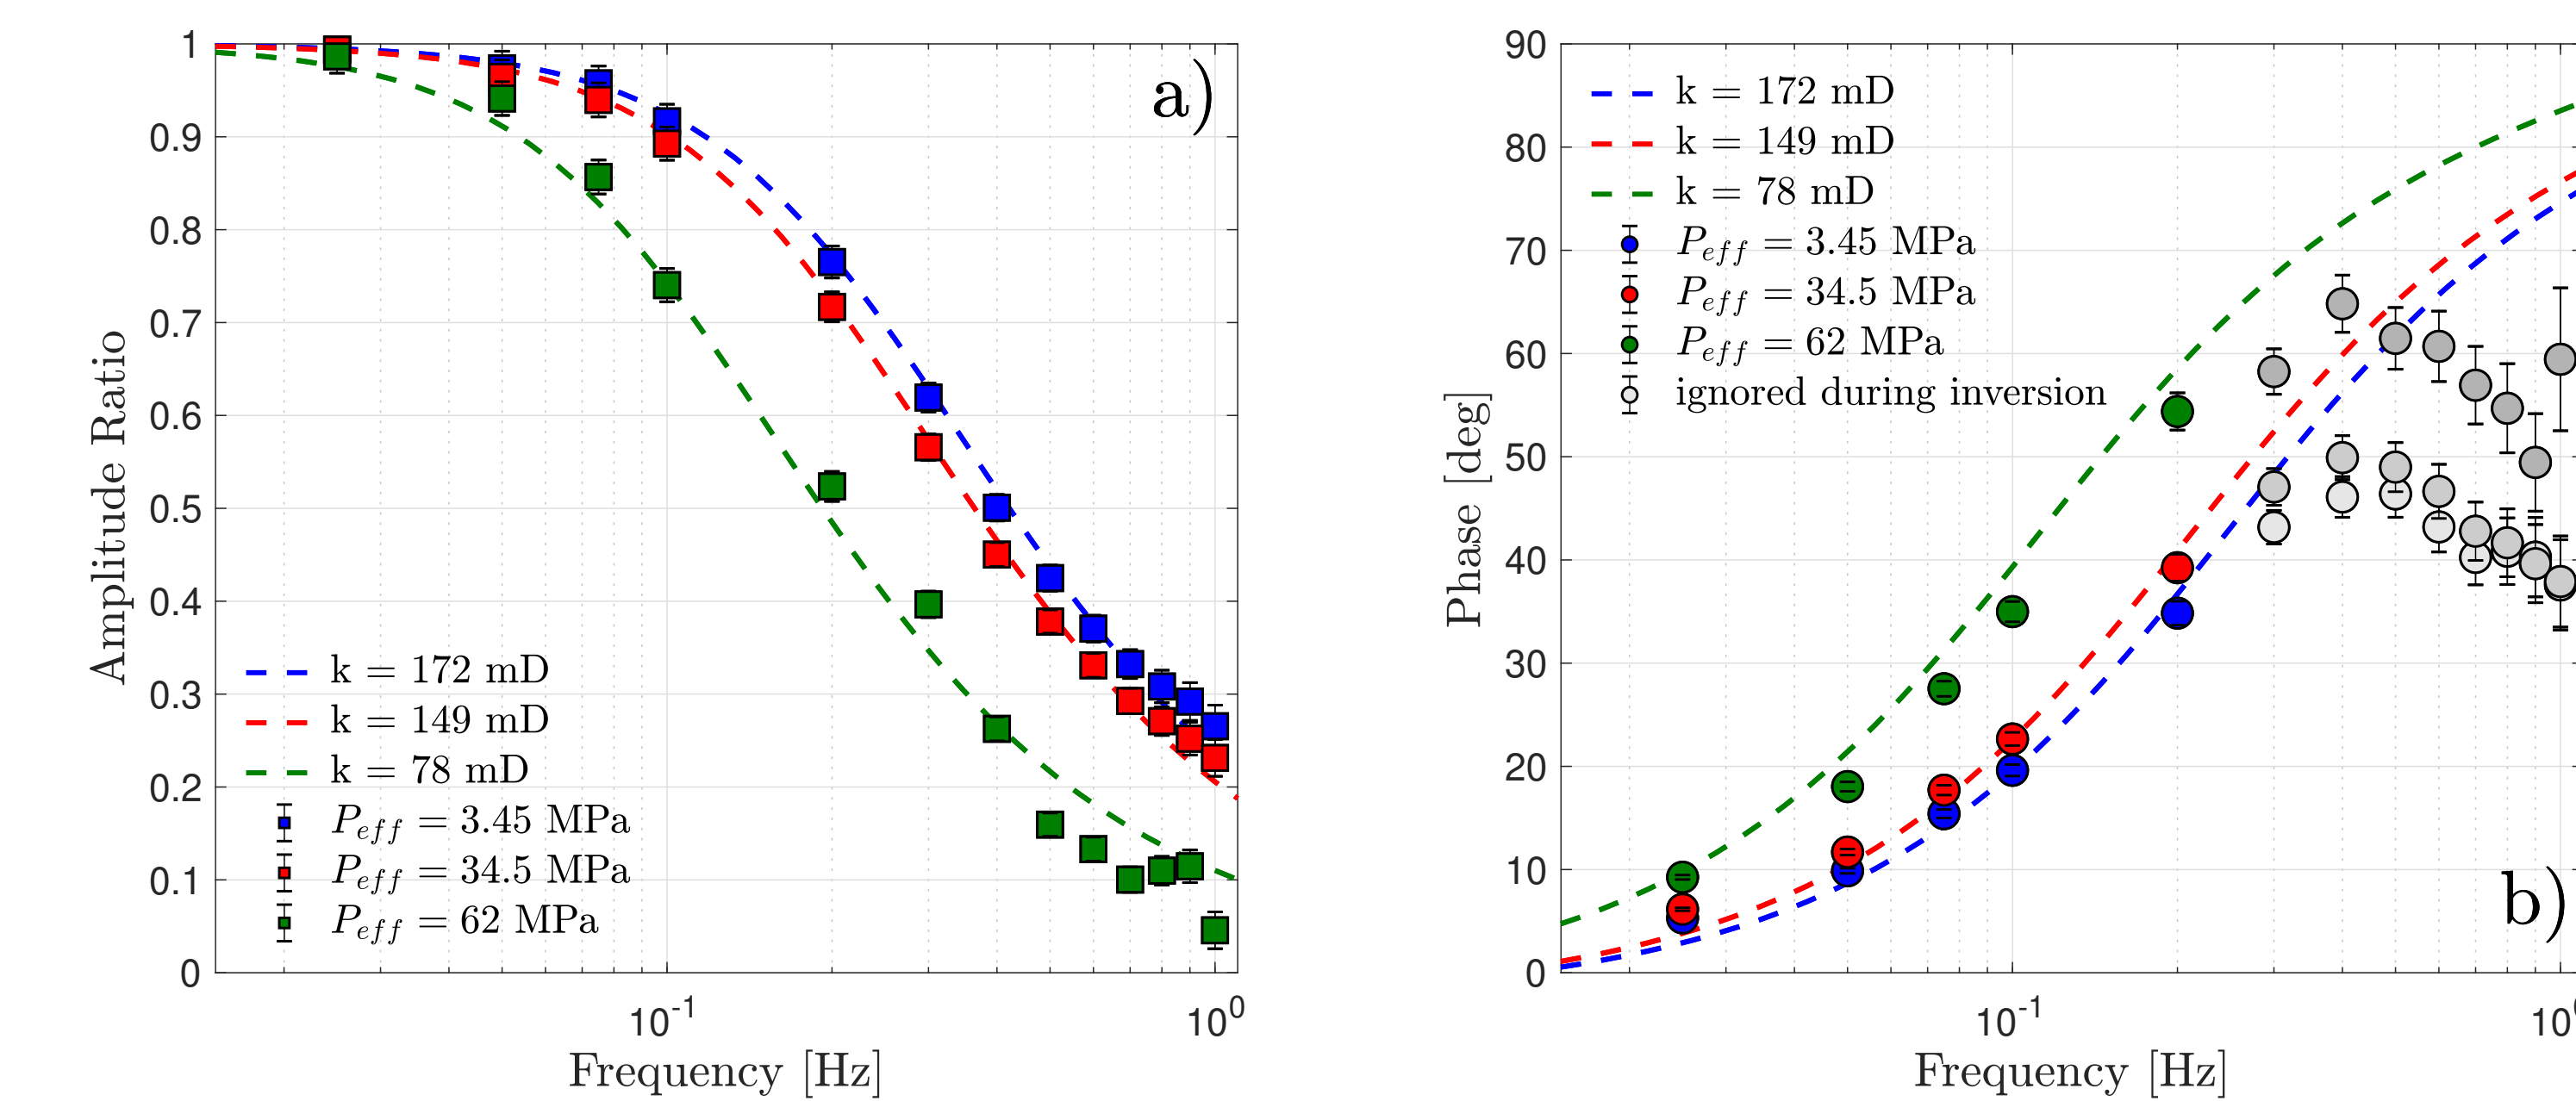 a)
1
0.9
0.8
0.7
0.6
0.5
0.4
0.3
0.2
0.1
0
Amplitude Ratio
k = 172 mD
k = 149 mD
k = 78 mD
P_eff = 3.45 MPa
P_eff = 34.5 MPa
P_eff = 62 MPa
10^-1
10^0
Frequency [Hz]
90
80
70
60
50
40
30
20
10
0
Phase [deg]
k = 172 mD
k = 149 mD
k = 78 mD
P_eff = 3.45 MPa
P_eff = 34.5 MPa
P_eff = 62 MPa
ignored during inversion
b)
10^-1
10
Frequency [Hz]